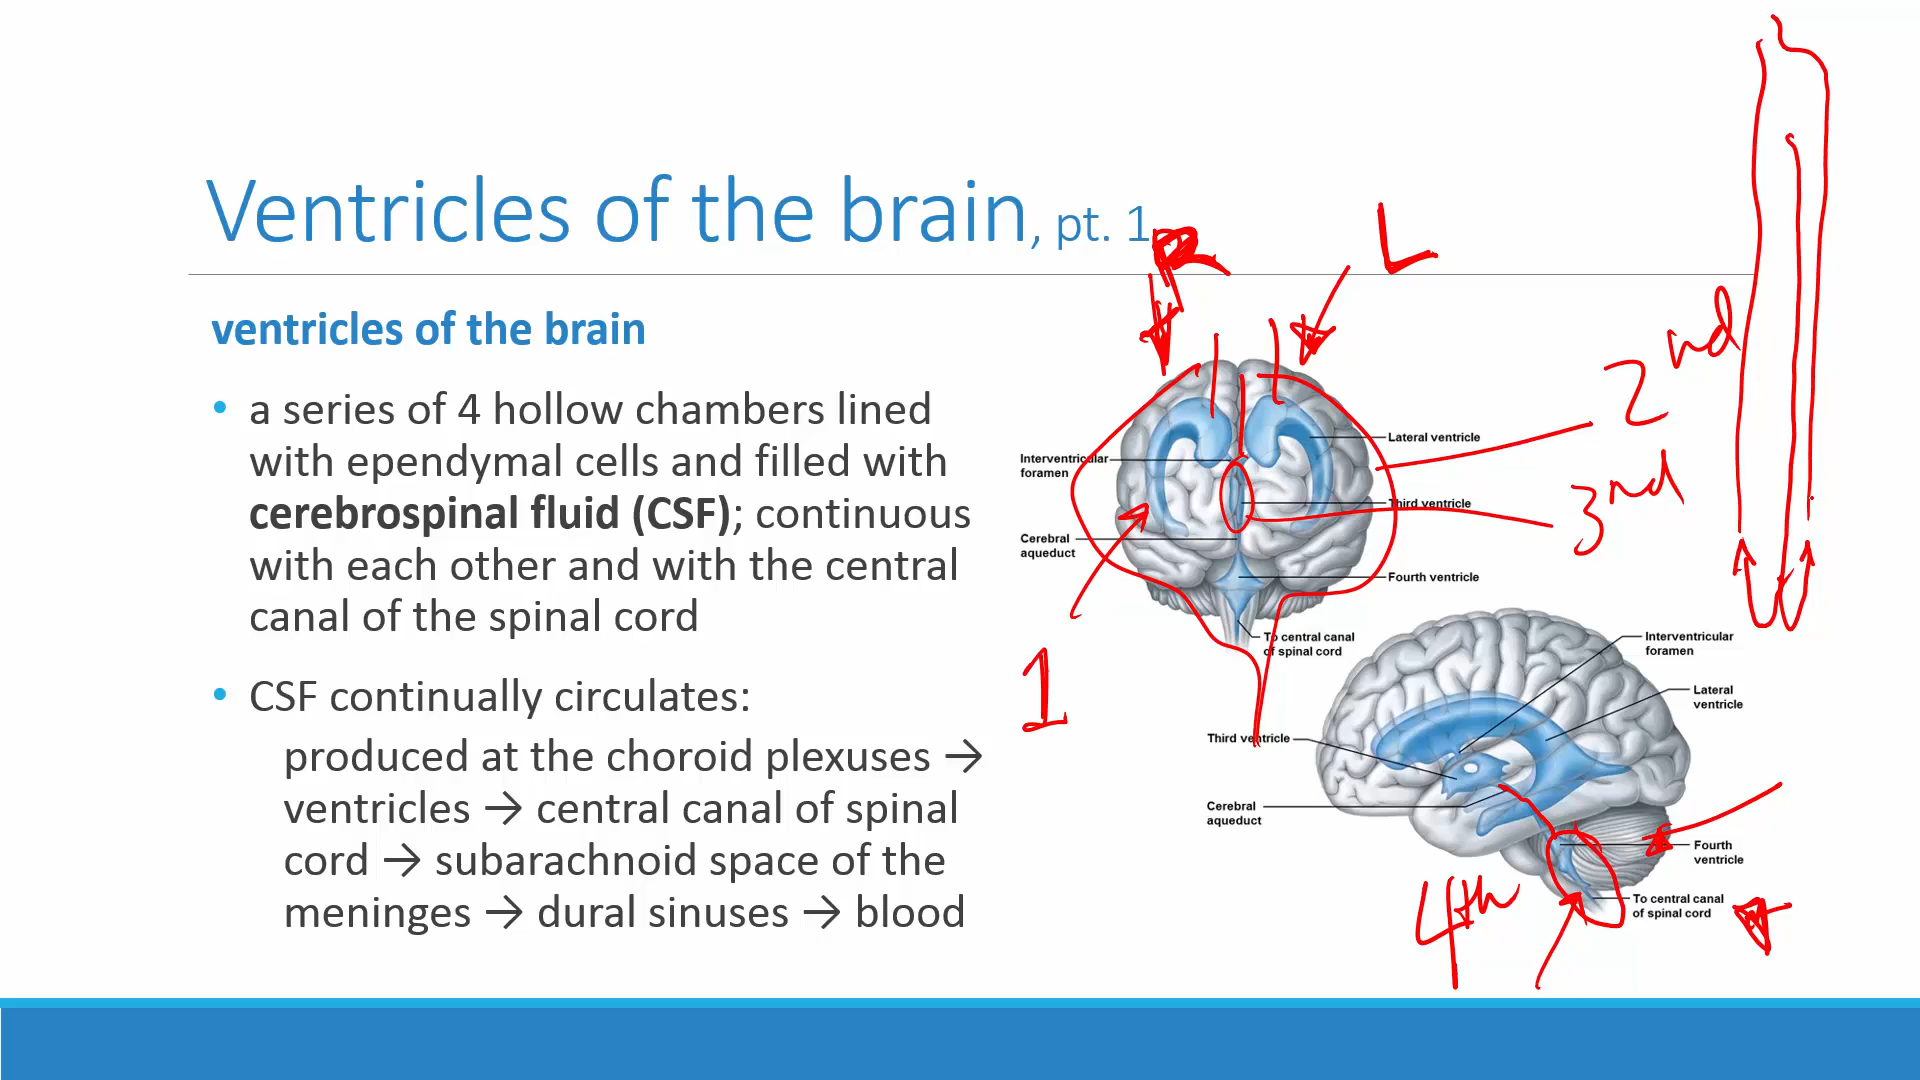 Ventricles of the brain, pt. 1
R
L
ventricles of the brain
• a series of 4 hollow chambers lined
with ependymal cells and filled with
cerebrospinal fluid (CSF); continuous
with each other and with the central
canal of the spinal cord
• CSF continually circulates:
produced at the choroid plexuses →
ventricles → central canal of spinal
cord → subarachnoid space of the
meninges → dural sinuses → blood
2nd
3nd
1
4th
Interventricular
foramen
Cerebral
aqueduct
Lateral ventricle
Third ventricle
Fourth ventricle
To central canal
of spinal cord
Interventricular
foramen
Lateral
ventricle
Third ventricle
Cerebral
aqueduct
Fourth
ventricle
To central canal
of spinal cord